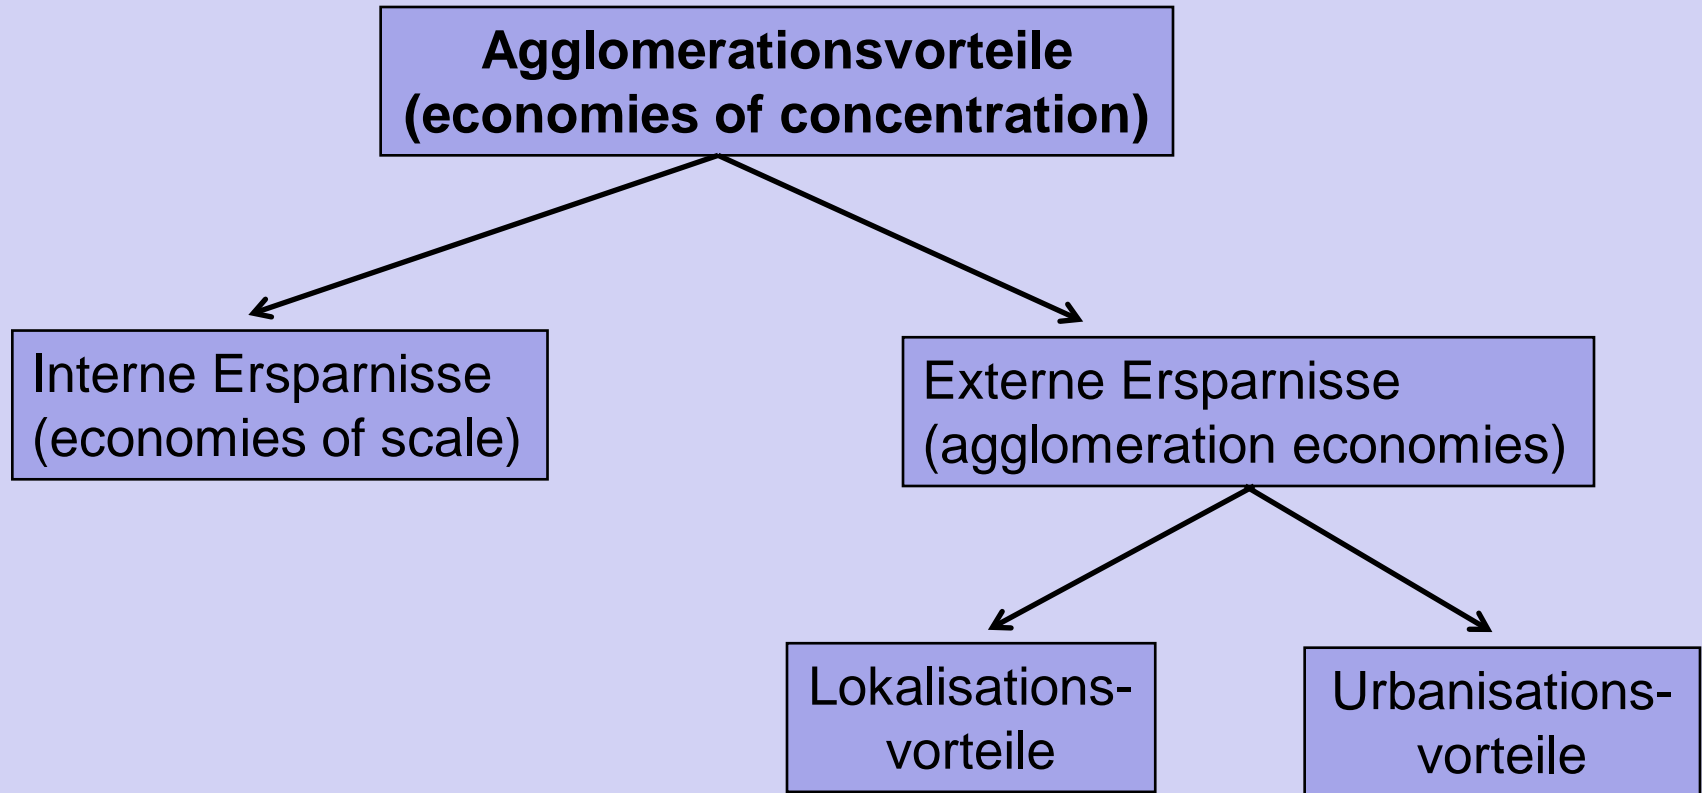 Agglomerationsvorteile
(economies of concentration)
Interne Ersparnisse
(economies of scale)
Externe Ersparnisse
(agglomeration economies)
Lokalisations-
vorteile
Urbanisations-
vorteile